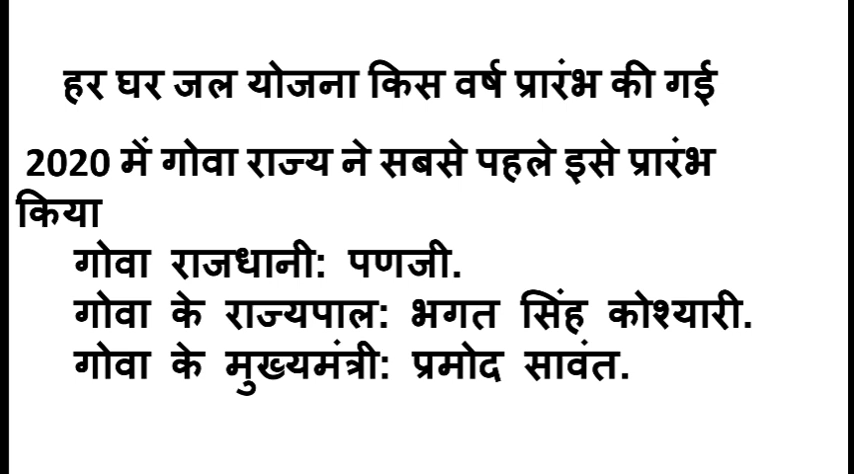 हर घर जल योजना किस वर्ष प्रारंभ की गई
2020 में गोवा राज्य ने सबसे पहले इसे प्रारंभ
किया
गोवा राजधानी: पणजी.
गोवा के राज्यपाल: भगत सिंह कोश्यारी.
गोवा के मुख्यमंत्री: प्रमोद सावंत.